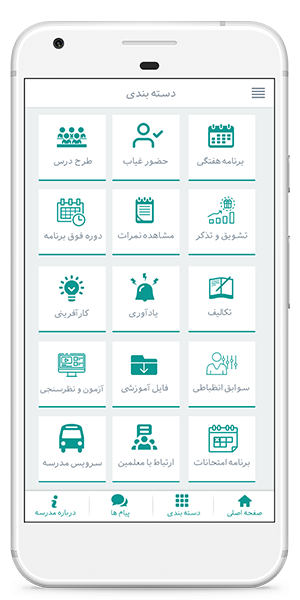 دسته بندی
برنامه هفتگی
حضور غیاب
طرح درس
تشویق و تذکر
مشاهده نمرات
دوره فوق برنامه
تکالیف
یادآوری
کارآفرینی
سوابق انظباطی
فایل آموزشی
آزمون و نظرسنجی
برنامه امتحانات
ارتباط با معلمین
سرویس مدرسه
صفحه اصلی
دسته بندی
پیام ها
درباره مدرسه